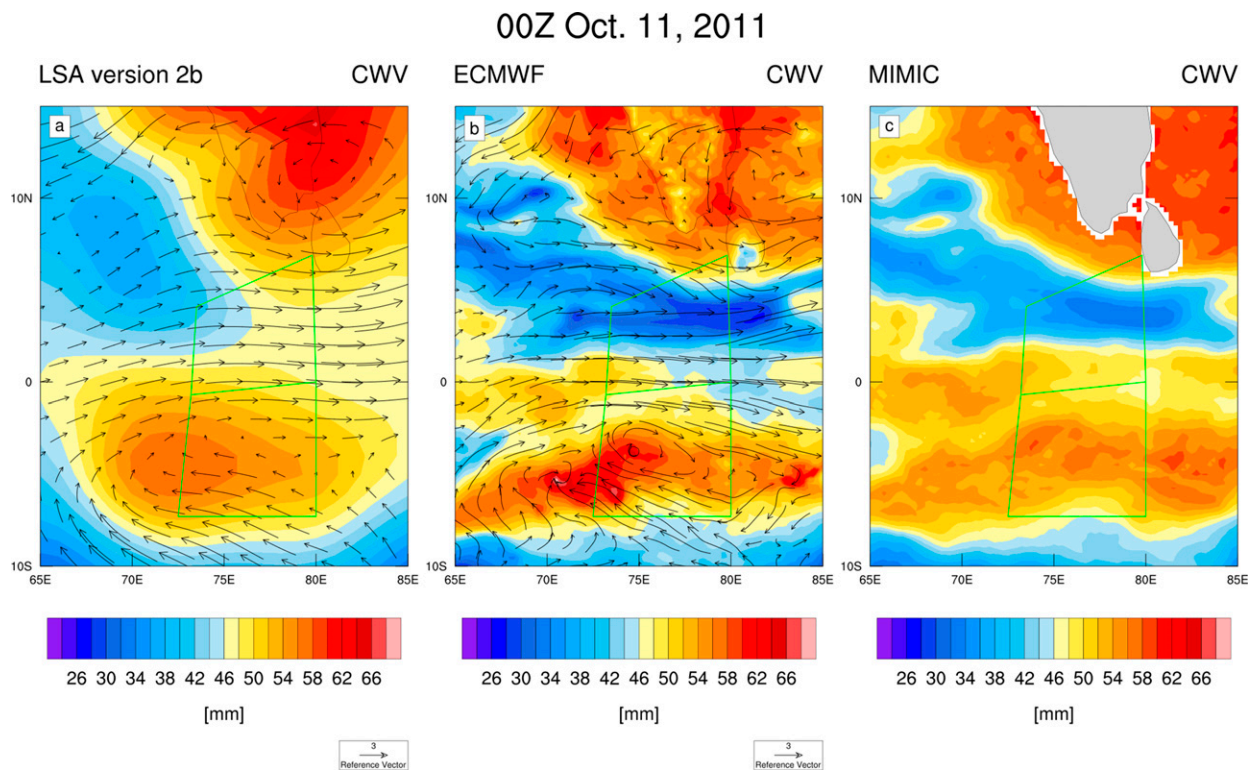 00Z Oct. 11, 2011
LSA version 2b CWV
ECMWF CWV
MIMIC CWV
a
b
c
10N
10N
10N
0
0
0
10S
10S
10S
65E 70E 75E 80E 85E
65E 70E 75E 80E 85E
65E 70E 75E 80E 85E
26 30 34 38 42 46 50 54 58 62 66
26 30 34 38 42 46 50 54 58 62 66
26 30 34 38 42 46 50 54 58 62 66
[mm]
[mm]
[mm]
3
Reference Vector
3
Reference Vector